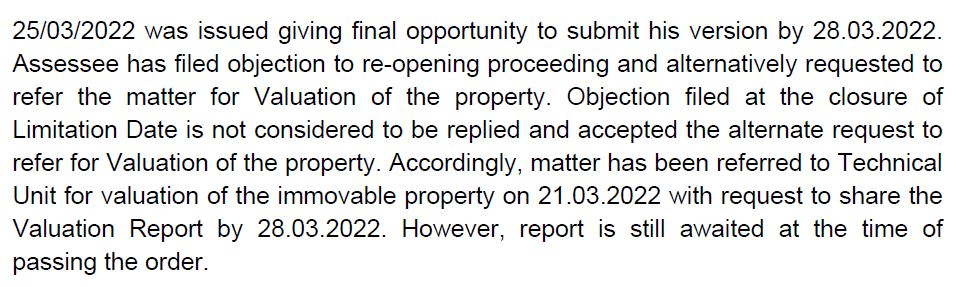 25/03/2022 was issued giving final opportunity to submit his version by 28.03.2022.
Assessee has filed objection to re-opening proceeding and alternatively requested to
refer the matter for Valuation of the property. Objection filed at the closure of
Limitation Date is not considered to be replied and accepted the alternate request to
refer for Valuation of the property. Accordingly, matter has been referred to Technical
Unit for valuation of the immovable property on 21.03.2022 with request to share the
Valuation Report by 28.03.2022. However, report is still awaited at the time of
passing the order.